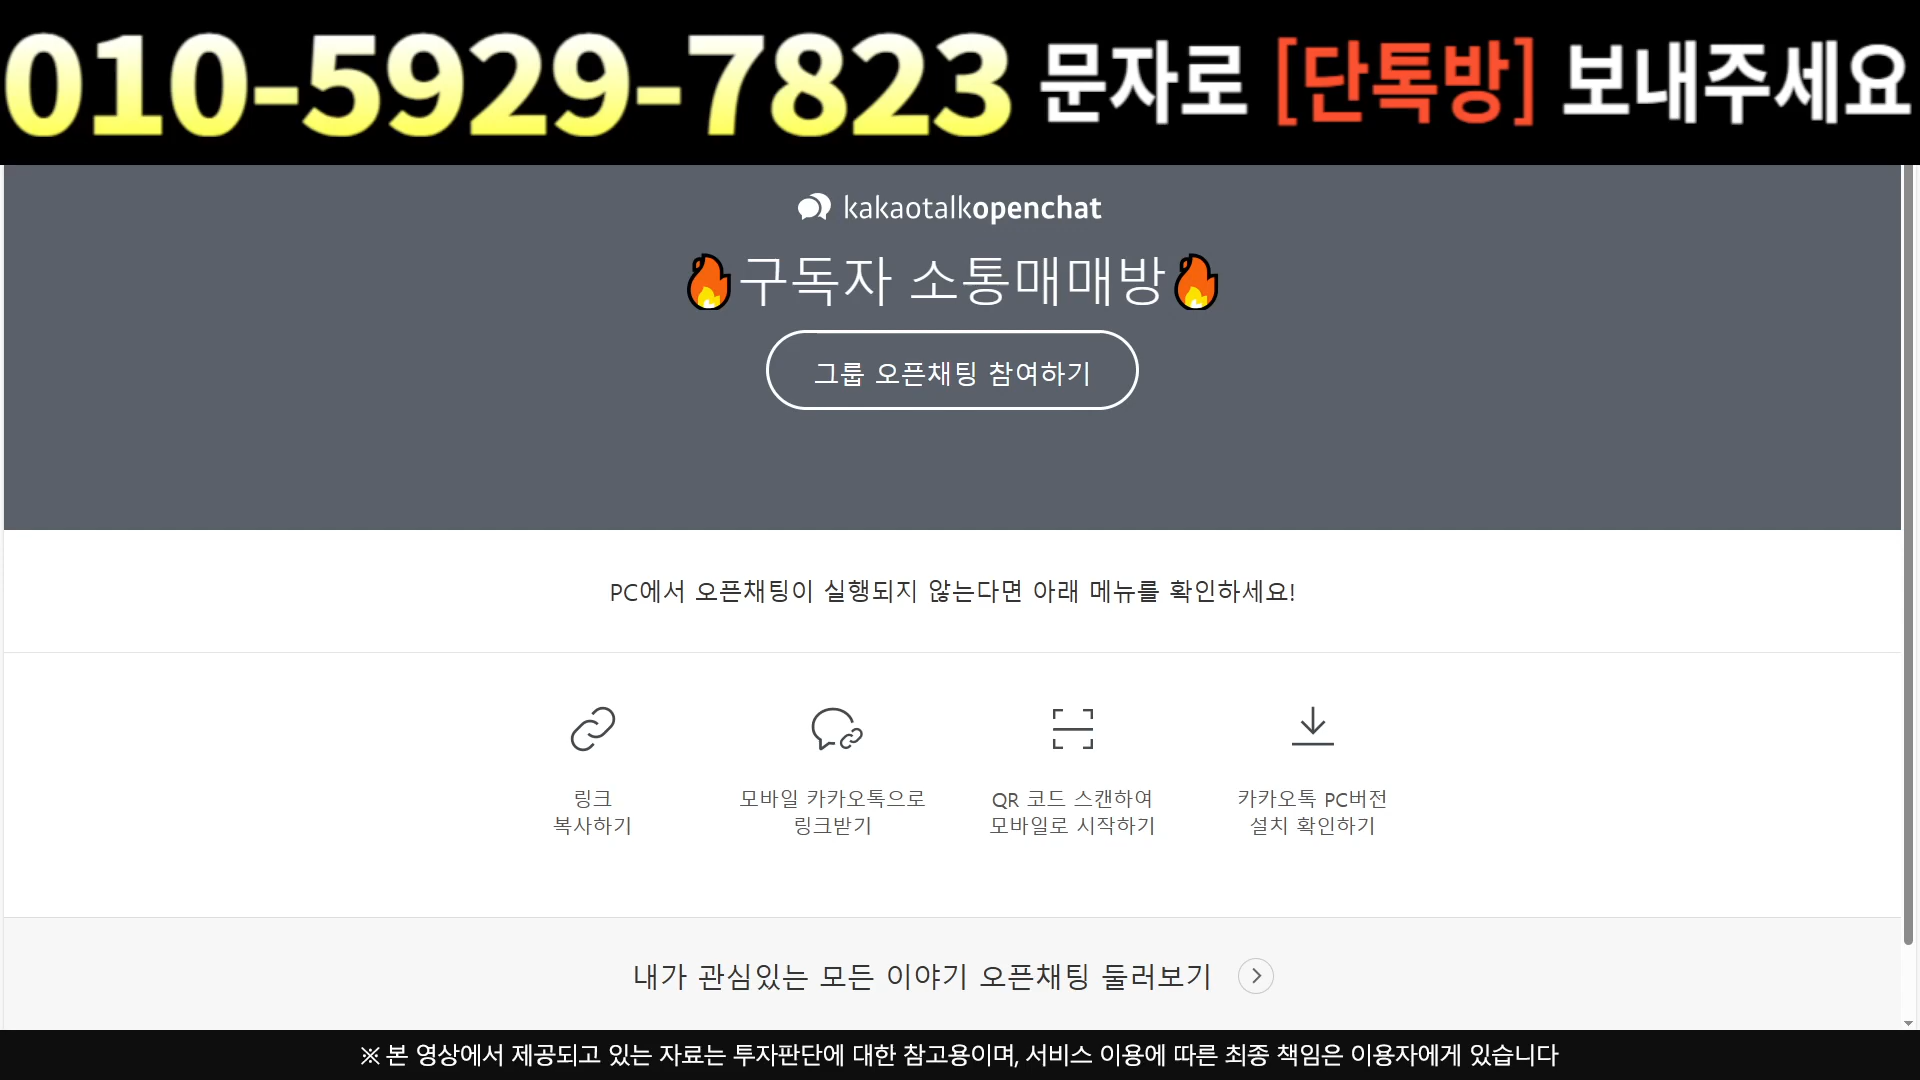 010-5929-7823 문자로 [단톡방] 보내주세요
kakaotalkopenchat
🔥구독자 소통매매방🔥
그룹 오픈채팅 참여하기
PC에서 오픈채팅이 실행되지 않는다면 아래 메뉴를 확인하세요!
링크
복사하기
모바일 카카오톡으로
링크받기
QR 코드 스캔하여
모바일로 시작하기
카카오톡 PC버전
설치 확인하기
내가 관심있는 모든 이야기 오픈채팅 둘러보기
※ 본 영상에서 제공되고 있는 자료는 투자판단에 대한 참고용이며, 서비스 이용에 따른 최종 책임은 이용자에게 있습니다